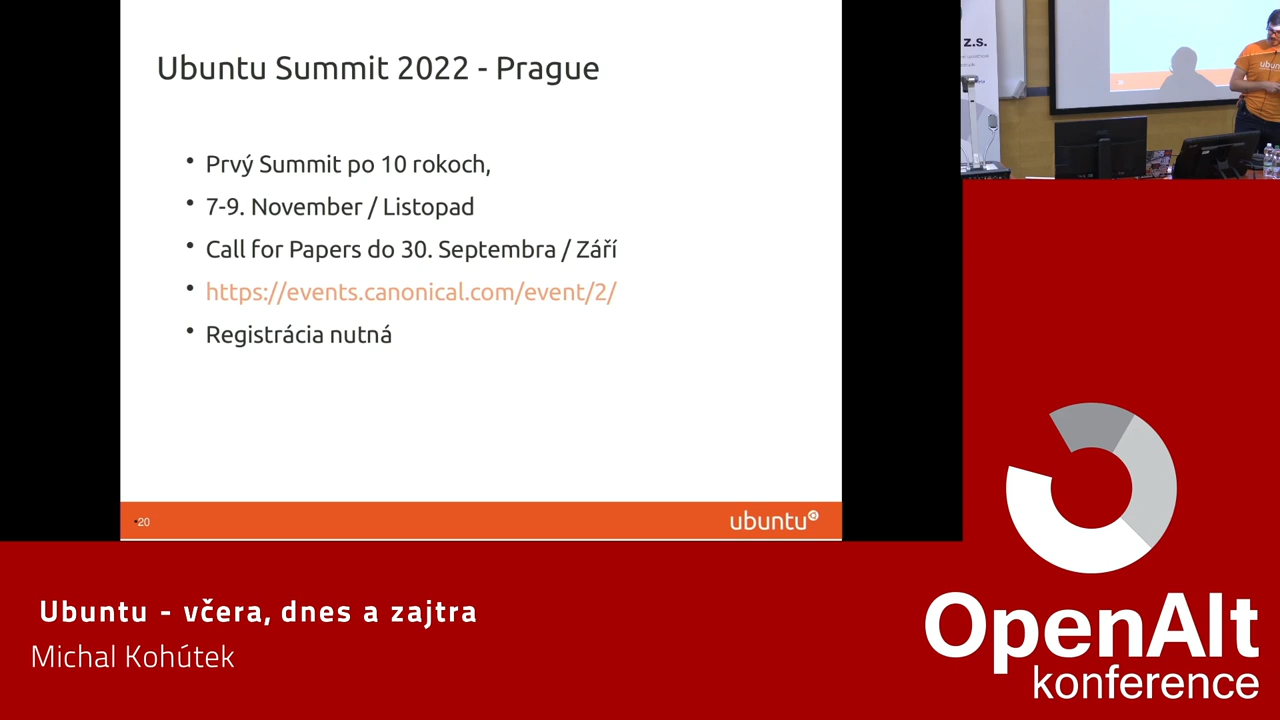 Ubuntu Summit 2022 - Prague
• Prvý Summit po 10 rokoch,
• 7-9. November / Listopad
• Call for Papers do 30. Septembra / Září
• https://events.canonical.com/event/2/
• Registrácia nutná
•20
ubuntu
z.s.
Ubuntu - včera, dnes a zajtra
Michal Kohútek
OpenAlt
konference